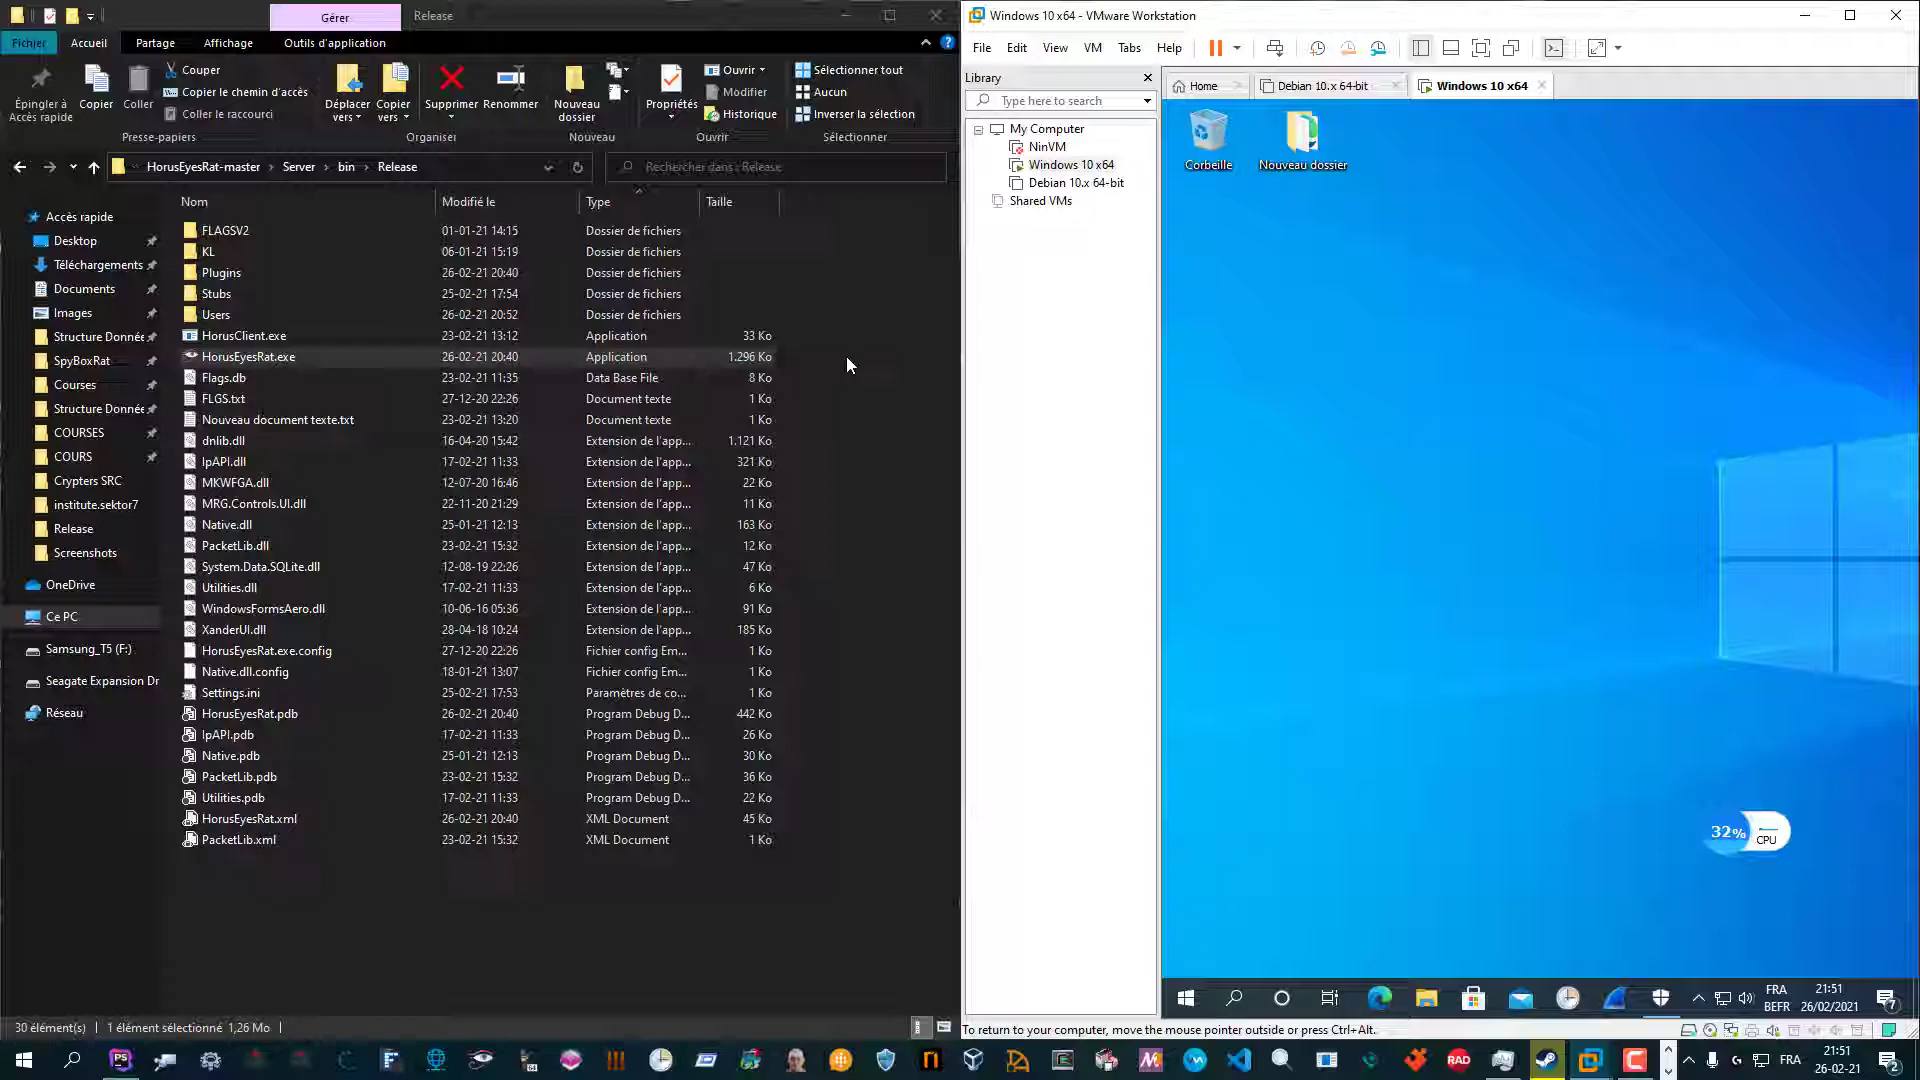 Gérer
Release
Fichier
Accueil
Partage
Affichage
Outils d'application
Épingler à
Accès rapide
Copier
Coller
Couper
Copier le chemin d'accès
Coller le raccourci
Presse-papiers
Déplacer
vers
Copier
vers
Supprimer
Renommer
Organiser
Nouveau
dossier
Nouveau
Propriétés
Ouvrir
Modifier
Historique
Ouvrir
Sélectionner tout
Aucun
Inverser la sélection
Sélectionner
HorusEyesRat-master
Server
bin
Release
Rechercher dans : Release
Nom
Modifié le
Type
Taille
Accès rapide
Desktop
Téléchargements
Documents
Images
Structure Donnée
SpyBoxRat
Courses
Structure Donnée
COURSES
COURS
Crypters SRC
institute.sektor7
Release
Screenshots
OneDrive
Ce PC
Samsung_T5 (F:)
Seagate Expansion Dr
Réseau
FLAGSV2 01-01-21 14:15 Dossier de fichiers
KL 06-01-21 15:19 Dossier de fichiers
Plugins 26-02-21 20:40 Dossier de fichiers
Stubs 25-02-21 17:54 Dossier de fichiers
Users 26-02-21 20:52 Dossier de fichiers
HorusClient.exe 23-02-21 13:12 Application 33 Ko
HorusEyesRat.exe 26-02-21 20:40 Application 1.296 Ko
Flags.db 23-02-21 11:35 Data Base File 8 Ko
FLGS.txt 27-12-20 22:26 Document texte 1 Ko
Nouveau document texte.txt 23-02-21 13:20 Document texte 1 Ko
dnlib.dll 16-04-20 15:42 Extension de l'app... 1.121 Ko
IpAPI.dll 17-02-21 11:33 Extension de l'app... 321 Ko
MKWFGA.dll 12-07-20 16:46 Extension de l'app... 22 Ko
MRG.Controls.UI.dll 22-11-20 21:29 Extension de l'app... 11 Ko
Native.dll 25-01-21 12:13 Extension de l'app... 163 Ko
PacketLib.dll 23-02-21 15:32 Extension de l'app... 12 Ko
System.Data.SQLite.dll 12-08-19 22:26 Extension de l'app... 47 Ko
Utilities.dll 17-02-21 11:33 Extension de l'app... 6 Ko
WindowsFormsAero.dll 10-06-16 05:36 Extension de l'app... 91 Ko
XanderUI.dll 28-04-18 10:24 Extension de l'app... 185 Ko
HorusEyesRat.exe.config 27-12-20 22:26 Fichier config Em... 1 Ko
Native.dll.config 18-01-21 13:07 Fichier config Em... 1 Ko
Settings.ini 25-02-21 17:53 Paramètres de co... 1 Ko
HorusEyesRat.pdb 26-02-21 20:40 Program Debug D... 442 Ko
IpAPI.pdb 17-02-21 11:33 Program Debug D... 26 Ko
Native.pdb 25-01-21 12:13 Program Debug D... 30 Ko
PacketLib.pdb 23-02-21 15:32 Program Debug D... 36 Ko
Utilities.pdb 17-02-21 11:33 Program Debug D... 22 Ko
HorusEyesRat.xml 26-02-21 20:40 XML Document 45 Ko
PacketLib.xml 23-02-21 15:32 XML Document 1 Ko
30 élément(s)
1 élément sélectionné 1,26 Mo
Windows 10 x64 - VMware Workstation
File Edit View VM Tabs Help
Library
Type here to search
My Computer
NinVM
Windows 10 x64
Debian 10.x 64-bit
Shared VMs
Home
Debian 10.x 64-bit
Windows 10 x64
Corbeille
Nouveau dossier
32%
CPU
FRA
BEFR
21:51
26/02/2021
7
To return to your computer, move the mouse pointer outside or press Ctrl+Alt.
PS
64
RAD
FRA
21:51
26-02-21
2